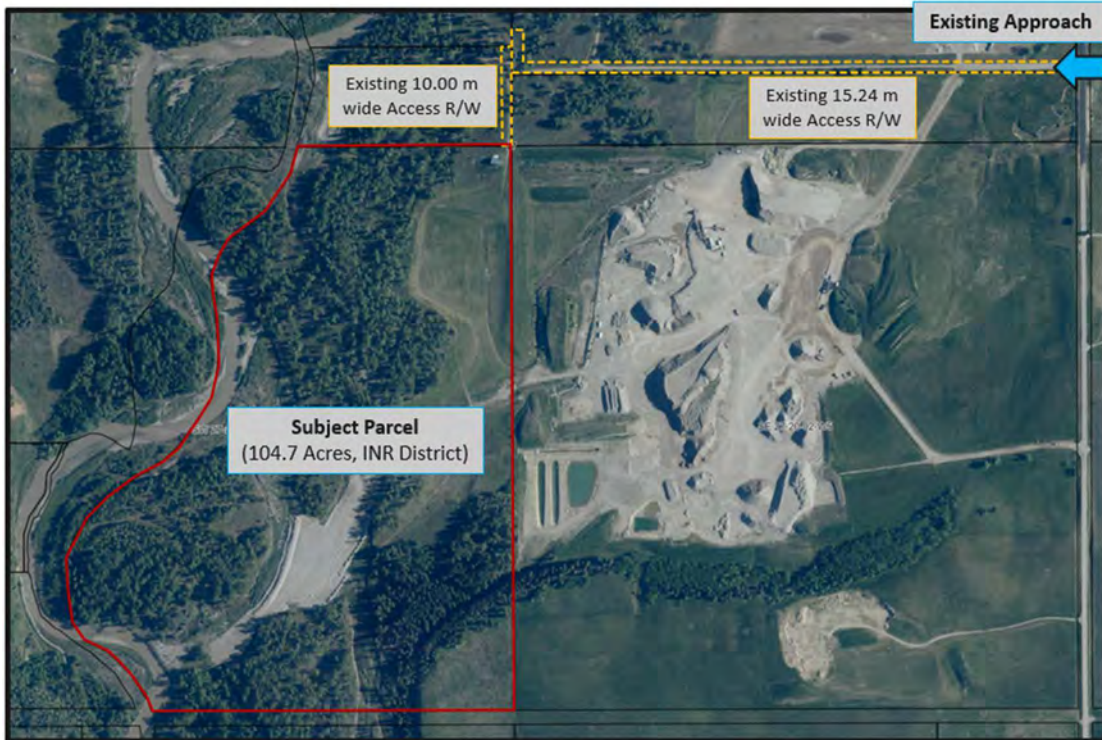 Existing Approach
Existing 10.00 m
wide Access R/W
Existing 15.24 m
wide Access R/W
Subject Parcel
(104.7 Acres, INR District)